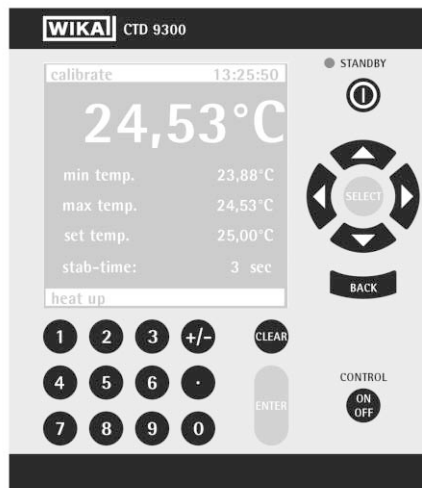 WIKA CTD 9300
calibrate 13:25:50
24,53°C
min temp. 23,88°C
max temp. 24,53°C
set temp. 25,00°C
stab-time: 3 sec
heat up
STANDBY
SELECT
BACK
1 2 3 +/- CLEAR
4 5 6 .
7 8 9 0
ENTER
CONTROL
ON
OFF